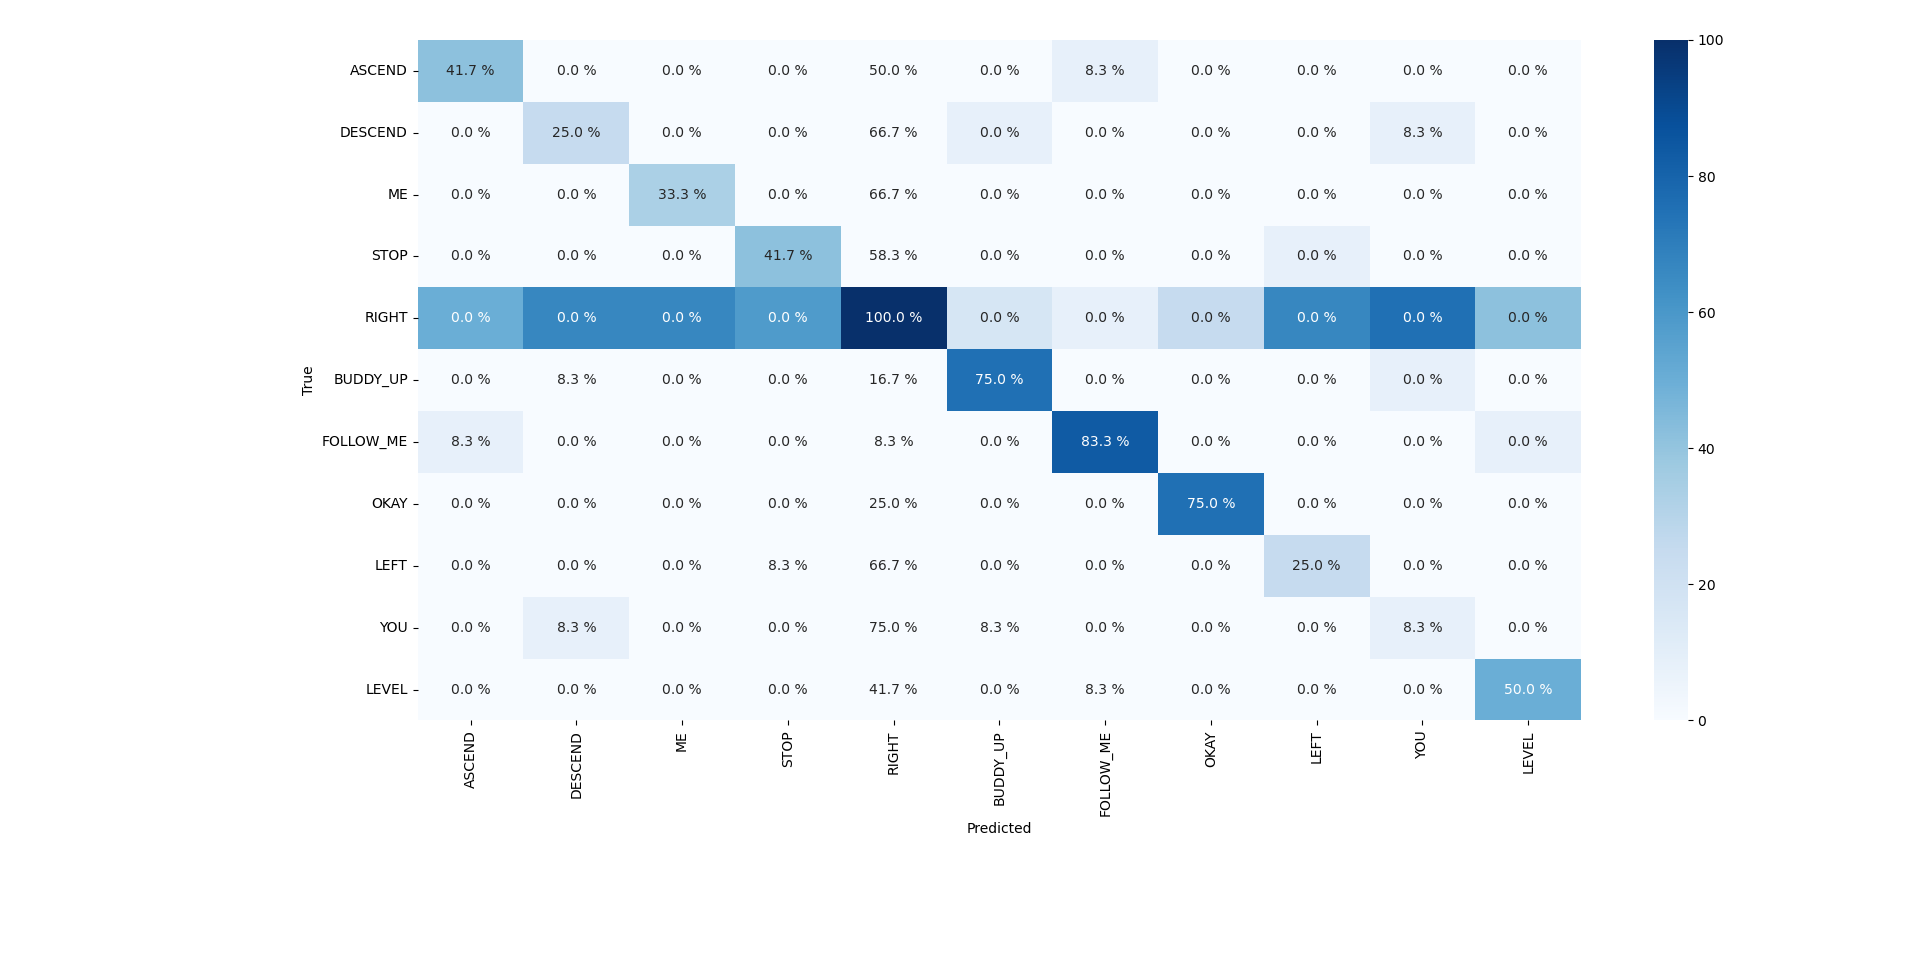 ASCEND 41.7 % 0.0 % 0.0 % 0.0 % 50.0 % 0.0 % 8.3 % 0.0 % 0.0 % 0.0 % 0.0 %
DESCEND 0.0 % 25.0 % 0.0 % 0.0 % 66.7 % 0.0 % 0.0 % 0.0 % 0.0 % 8.3 % 0.0 %
ME 0.0 % 0.0 % 33.3 % 0.0 % 66.7 % 0.0 % 0.0 % 0.0 % 0.0 % 0.0 % 0.0 %
STOP 0.0 % 0.0 % 0.0 % 41.7 % 58.3 % 0.0 % 0.0 % 0.0 % 0.0 % 0.0 % 0.0 %
RIGHT 0.0 % 0.0 % 0.0 % 0.0 % 100.0 % 0.0 % 0.0 % 0.0 % 0.0 % 0.0 % 0.0 %
BUDDY_UP 0.0 % 8.3 % 0.0 % 0.0 % 16.7 % 75.0 % 0.0 % 0.0 % 0.0 % 0.0 % 0.0 %
FOLLOW_ME 8.3 % 0.0 % 0.0 % 0.0 % 8.3 % 0.0 % 83.3 % 0.0 % 0.0 % 0.0 % 0.0 %
OKAY 0.0 % 0.0 % 0.0 % 0.0 % 25.0 % 0.0 % 0.0 % 75.0 % 0.0 % 0.0 % 0.0 %
LEFT 0.0 % 0.0 % 0.0 % 8.3 % 66.7 % 0.0 % 0.0 % 0.0 % 25.0 % 0.0 % 0.0 %
YOU 0.0 % 8.3 % 0.0 % 0.0 % 75.0 % 8.3 % 0.0 % 0.0 % 0.0 % 8.3 % 0.0 %
LEVEL 0.0 % 0.0 % 0.0 % 0.0 % 41.7 % 0.0 % 8.3 % 0.0 % 0.0 % 0.0 % 50.0 %
True
ASCEND DESCEND ME STOP RIGHT BUDDY_UP FOLLOW_ME OKAY LEFT YOU LEVEL
Predicted
100
80
60
40
20
0